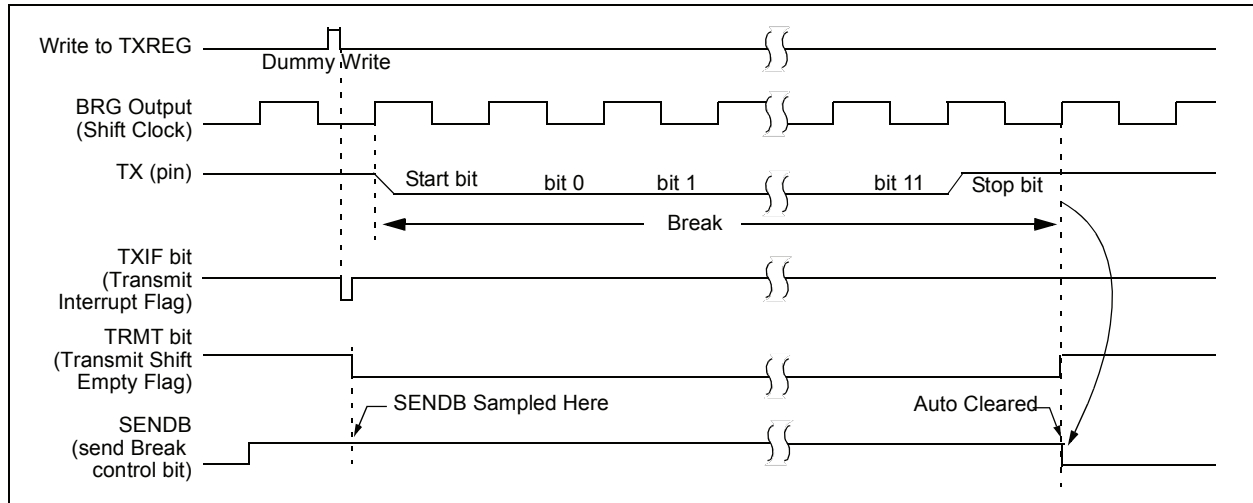 Write to TXREG
Dummy Write
BRG Output
(Shift Clock)
TX (pin)
Start bit
bit 0
bit 1
bit 11
Stop bit
Break
TXIF bit
(Transmit
Interrupt Flag)
TRMT bit
(Transmit Shift
Empty Flag)
SENDB Sampled Here
Auto Cleared
SENDB
(send Break
control bit)